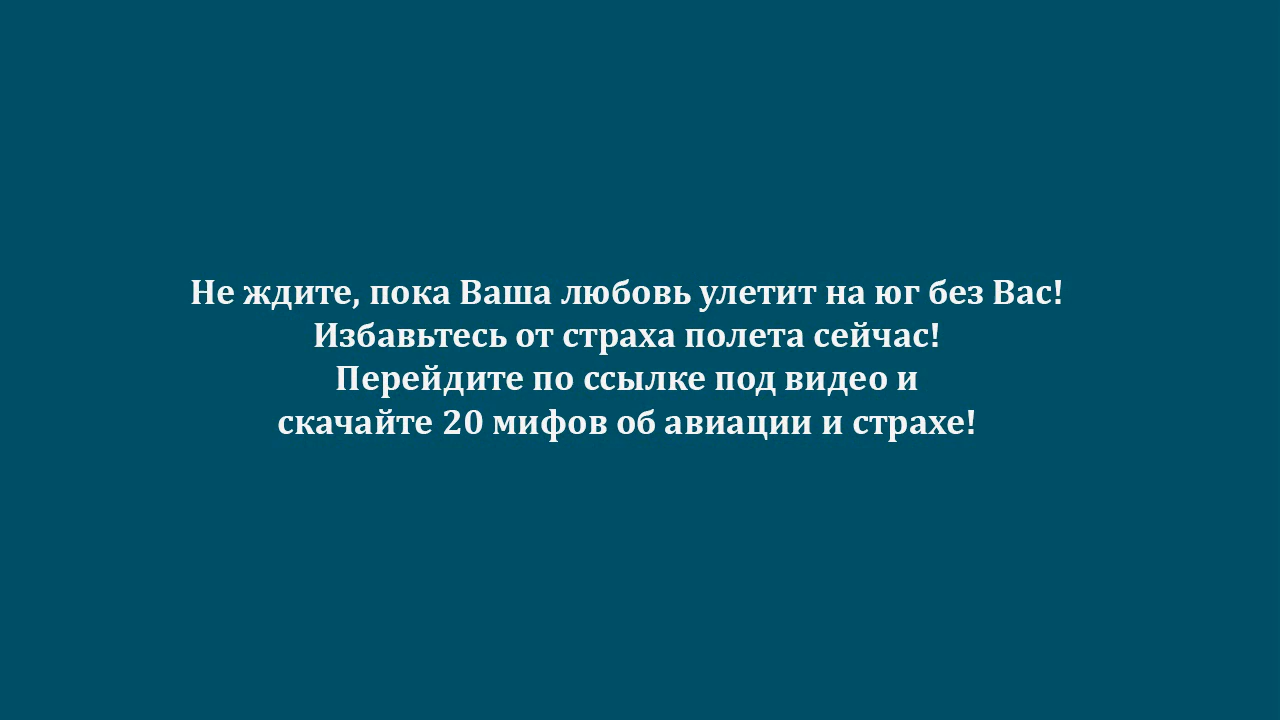 Не ждите, пока Ваша любовь улетит на юг без Вас!
Избавьтесь от страха полета сейчас!
Перейдите по ссылке под видео и
скачайте 20 мифов об авиации и страхе!